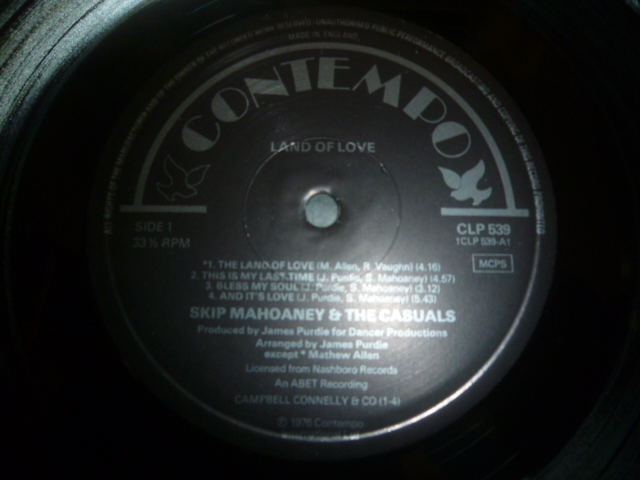 MADE IN ENGLAND
CONTEMPO
LAND OF LOVE
SIDE 1
33⅓ RPM
CLP 539
1CLP 539-A1
MCPS
*1. THE LAND OF LOVE (M. Allen, R. Vaughn) (4.16)
2. THIS IS MY LAST TIME (J. Purdie, S. Mahoaney) (4.57)
3. BLESS MY SOUL (J. Purdie, S. Mahoaney) (3.12)
4. AND IT'S LOVE (J. Purdie, S. Mahoaney) (5.43)
SKIP MAHOANEY & THE CASUALS
Produced by James Purdie for Dancer Productions
Arranged by James Purdie
except * Mathew Allen
Licensed from Nashboro Records
An ABET Recording
CAMPBELL CONNELLY & CO (1-4)
© 1976 Contempo
International Ltd